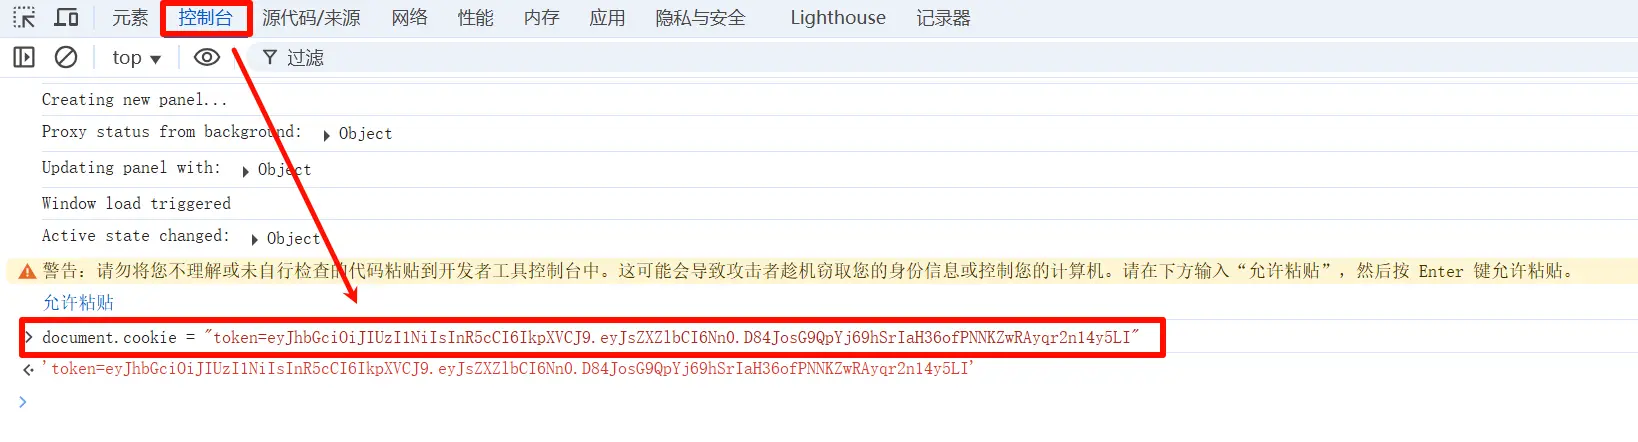 元素 控制台 源代码/来源 网络 性能 内存 应用 隐私与安全 Lighthouse 记录器
top 过滤
Creating new panel...
Proxy status from background: Object
Updating panel with: Object
Window load triggered
Active state changed: Object
警告：请勿将您不理解或未自行检查的代码粘贴到开发者工具控制台中。这可能会导致攻击者趁机窃取您的身份信息或控制您的计算机。请在下方输入“允许粘贴”，然后按 Enter 键允许粘贴。
允许粘贴
document.cookie = "token=eyJhbGciOiJIUzI1NiIsInR5cCI6IkpXVCJ9.eyJsZXZlbCI6Nn0.D84JosG9QpYj69hSrIaH36ofPNNKZwRAyqr2n14y5LI"
'token=eyJhbGciOiJIUzI1NiIsInR5cCI6IkpXVCJ9.eyJsZXZlbCI6Nn0.D84JosG9QpYj69hSrIaH36ofPNNKZwRAyqr2n14y5LI'